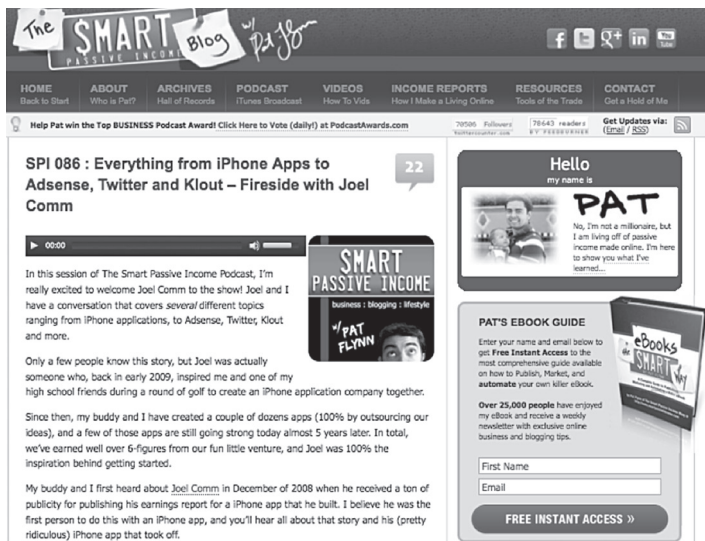 The
SMART
PASSIVE INCOME
Blog
w/ Pat Flynn
f t g+ in You Tube
HOME ABOUT ARCHIVES PODCAST VIDEOS INCOME REPORTS RESOURCES CONTACT
Back to Start Who is Pat? Hall of Records iTunes Broadcast How To Vids How I Make a Living Online Tools of the Trade Get a Hold of Me
Help Pat win the Top BUSINESS Podcast Award! Click Here to Vote (daily!) at PodcastAwards.com
70506 Followers
twittercounter.com
78643 readers
BY FEEDBURNER
Get Updates via:
(Email / RSS)
SPI 086 : Everything from iPhone Apps to
Adsense, Twitter and Klout – Fireside with Joel
Comm
22
00:00
SMART
PASSIVE INCOME
business : blogging : lifestyle
w/ PAT
FLYNN
In this session of The Smart Passive Income Podcast, I'm
really excited to welcome Joel Comm to the show! Joel and I
have a conversation that covers several different topics
ranging from iPhone applications, to Adsense, Twitter, Klout
and more.
Only a few people know this story, but Joel was actually
someone who, back in early 2009, inspired me and one of my
high school friends during a round of golf to create an iPhone application company together.
Since then, my buddy and I have created a couple of dozens apps (100% by outsourcing our
ideas), and a few of those apps are still going strong today almost 5 years later. In total,
we've earned well over 6-figures from our fun little venture, and Joel was 100% the
inspiration behind getting started.
My buddy and I first heard about Joel Comm in December of 2008 when he received a ton of
publicity for publishing his earnings report for a iPhone app that he built. I believe he was the
first person to do this with an iPhone app, and you'll hear all about that story and his (pretty
ridiculous) iPhone app that took off.
Hello
my name is
PAT
No, I'm not a millionaire, but
I am living off of passive
income made online. I'm here
to show you what I've
learned...
PAT'S EBOOK GUIDE
Enter your name and email below to
get Free Instant Access to the
most comprehensive guide available
on how to Publish, Market, and
automate your own killer eBook.
Over 25,000 people have enjoyed
my eBook and receive a weekly
newsletter with exclusive online
business and blogging tips.
eBooks
the
SMART
Way
First Name
Email
FREE INSTANT ACCESS »